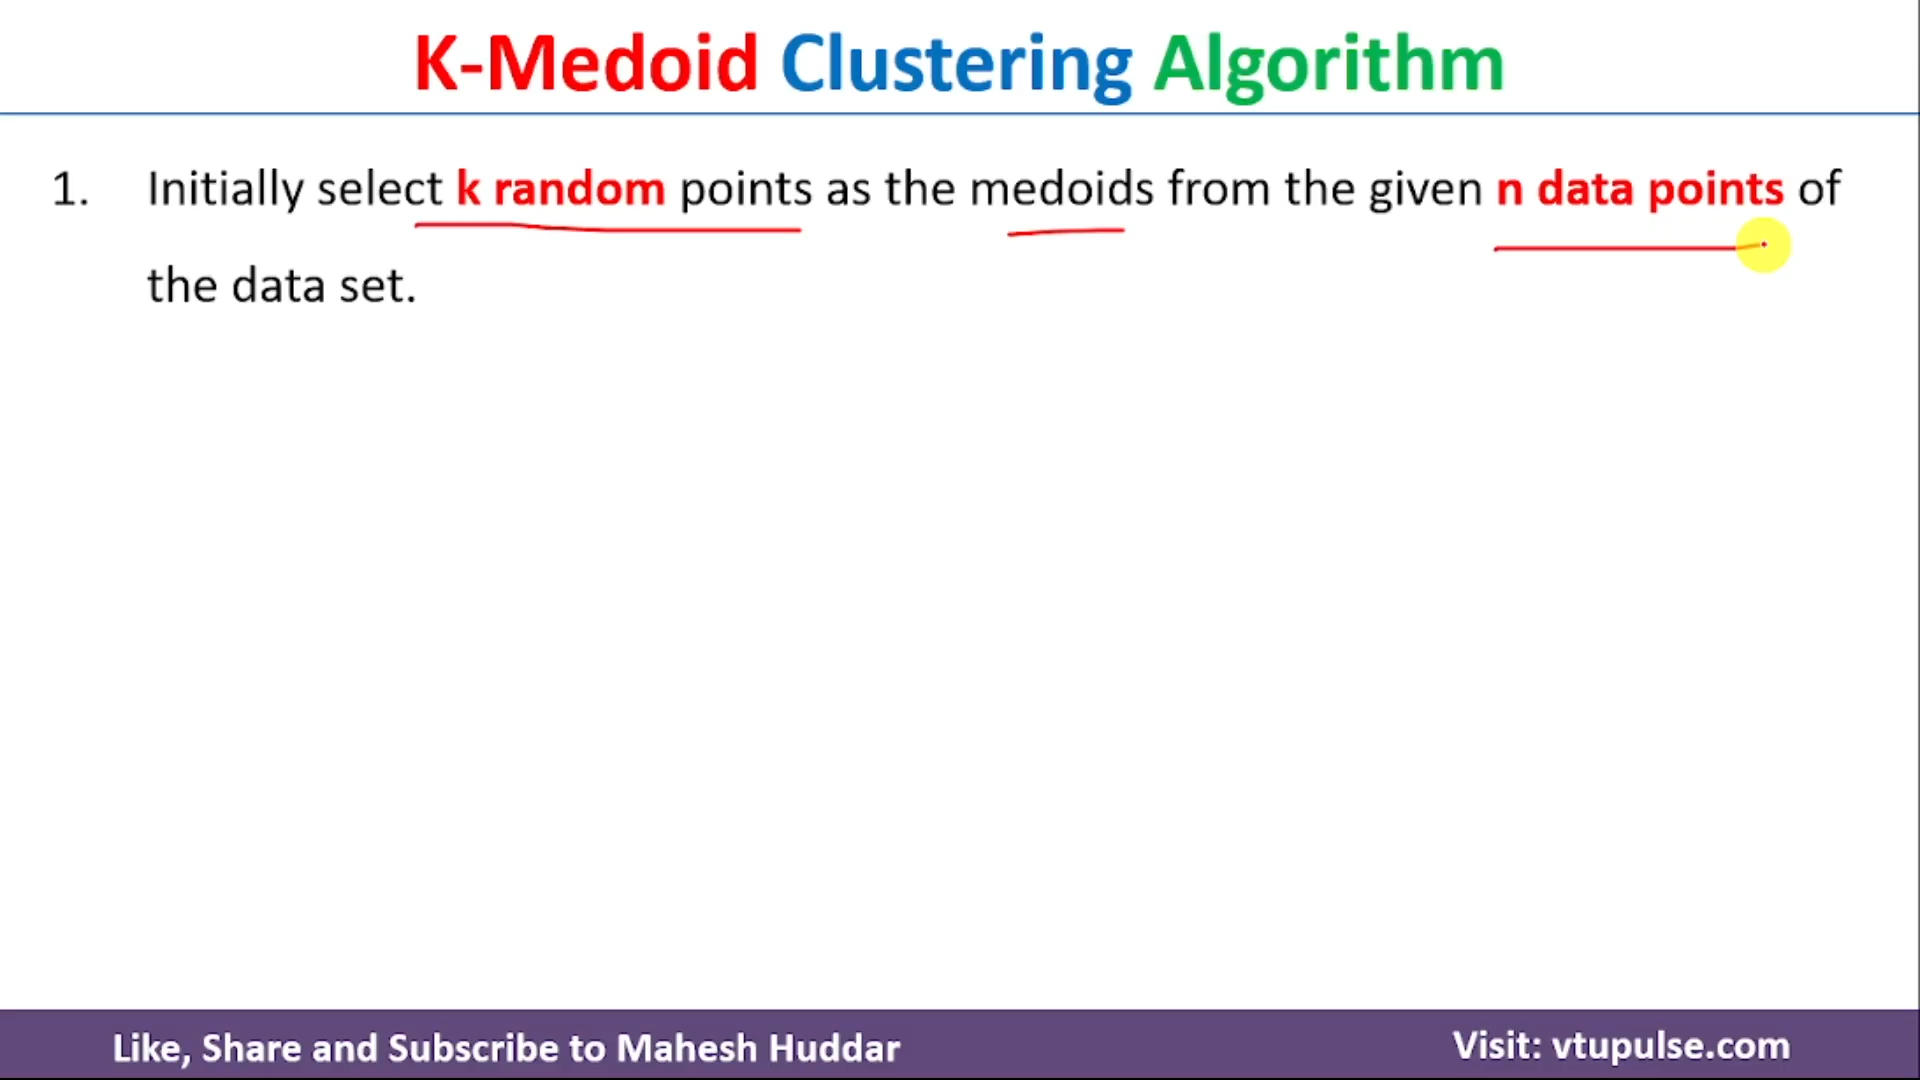 K-Medoid Clustering Algorithm
1. Initially select k random points as the medoids from the given n data points of
the data set.
Like, Share and Subscribe to Mahesh Huddar
Visit: vtupulse.com